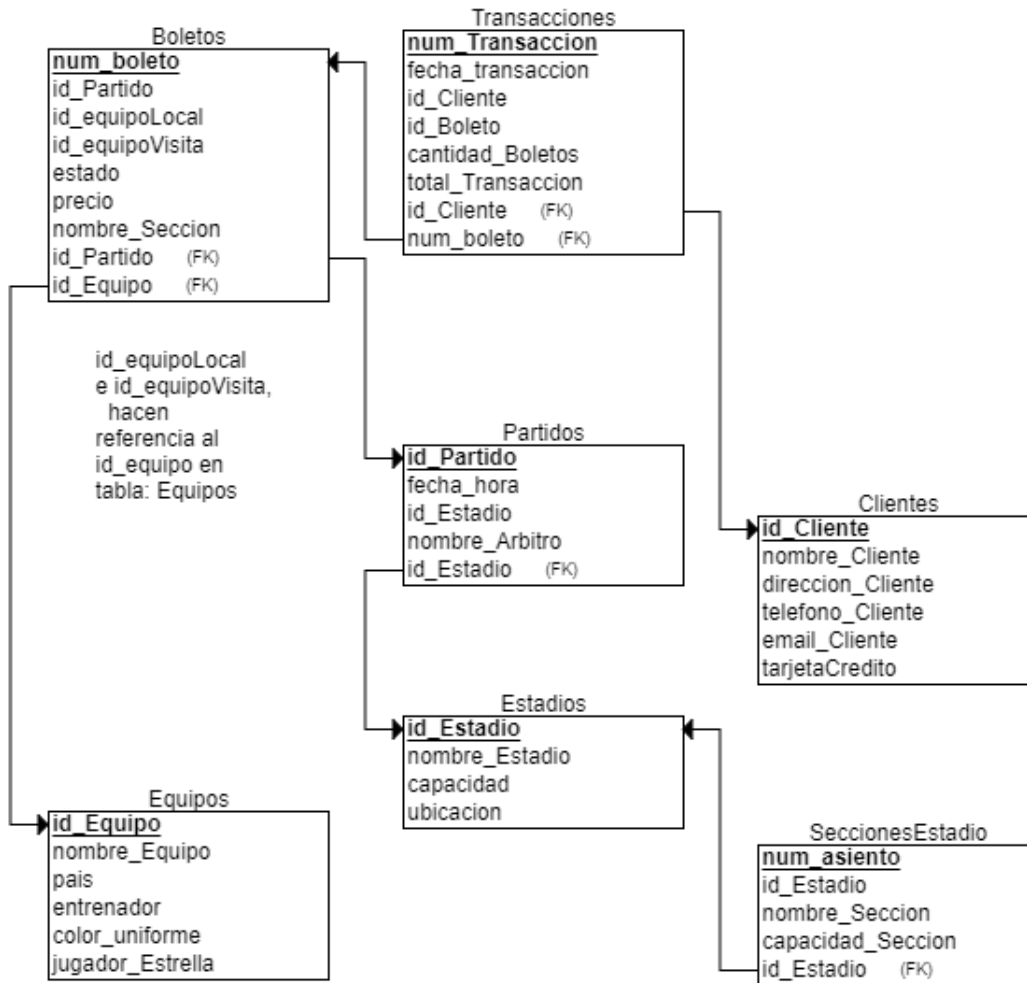 Boletos
num_boleto
id_Partido
id_equipoLocal
id_equipoVisita
estado
precio
nombre_Seccion
id_Partido (FK)
id_Equipo (FK)
Transacciones
num_Transaccion
fecha_transaccion
id_Cliente
id_Boleto
cantidad_Boletos
total_Transaccion
id_Cliente (FK)
num_boleto (FK)
id_equipoLocal
e id_equipoVisita,
hacen
referencia al
id_equipo en
tabla: Equipos
Partidos
id_Partido
fecha_hora
id_Estadio
nombre_Arbitro
id_Estadio (FK)
Clientes
id_Cliente
nombre_Cliente
direccion_Cliente
telefono_Cliente
email_Cliente
tarjetaCredito
Estadios
id_Estadio
nombre_Estadio
capacidad
ubicacion
Equipos
id_Equipo
nombre_Equipo
pais
entrenador
color_uniforme
jugador_Estrella
SeccionesEstadio
num_asiento
id_Estadio
nombre_Seccion
capacidad_Seccion
id_Estadio (FK)